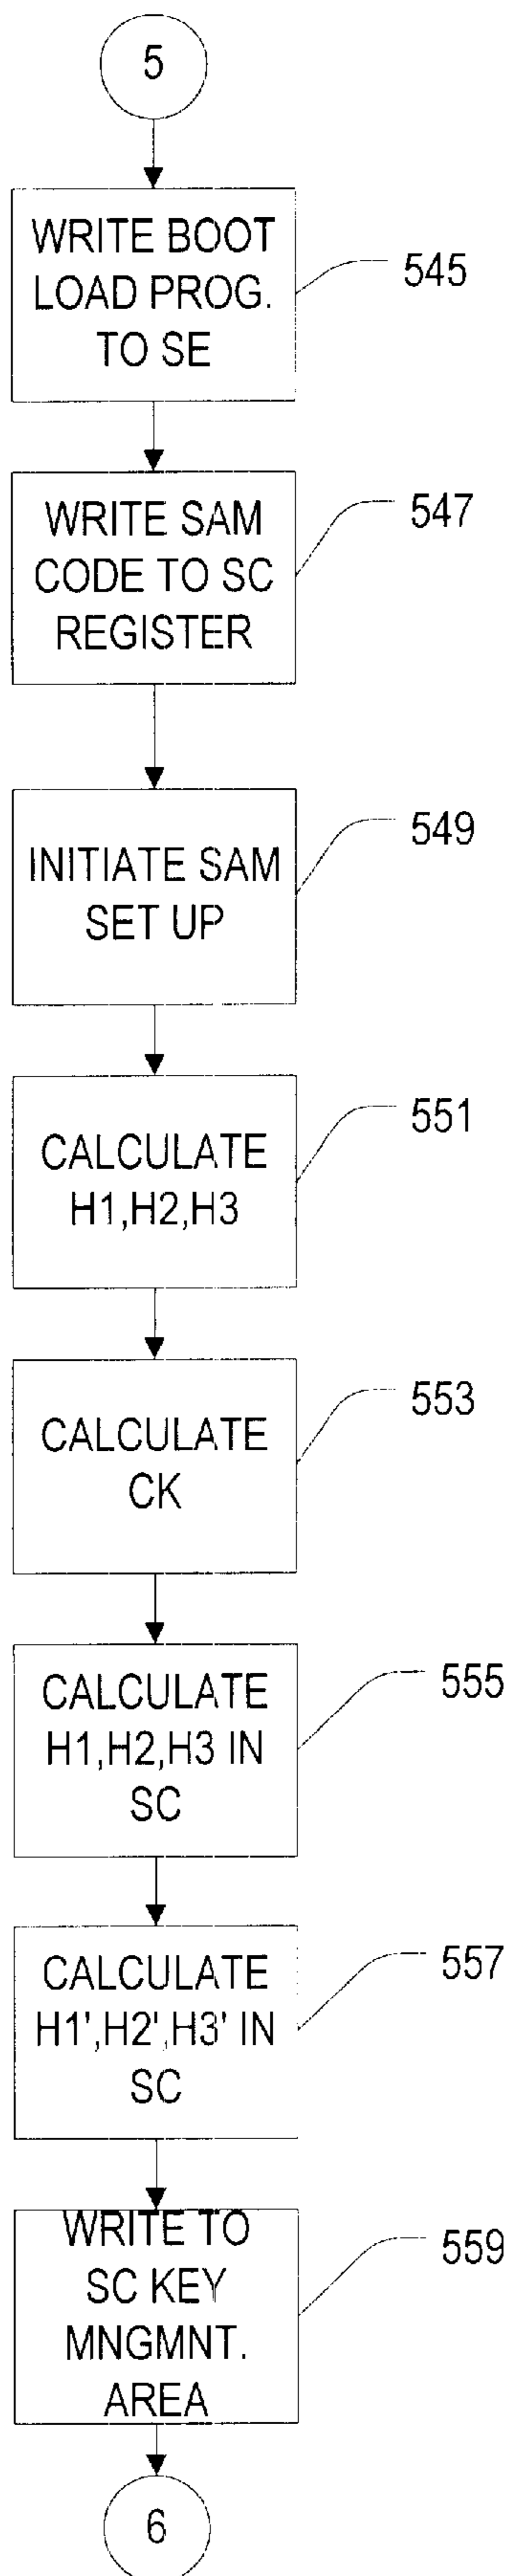 5
WRITE BOOT
LOAD PROG.
TO SE
545
WRITE SAM
CODE TO SC
REGISTER
547
INITIATE SAM
SET UP
549
CALCULATE
H1,H2,H3
551
CALCULATE
CK
553
CALCULATE
H1,H2,H3 IN
SC
555
CALCULATE
H1',H2',H3' IN
SC
557
WRITE TO
SC KEY
MNGMNT.
AREA
559
6